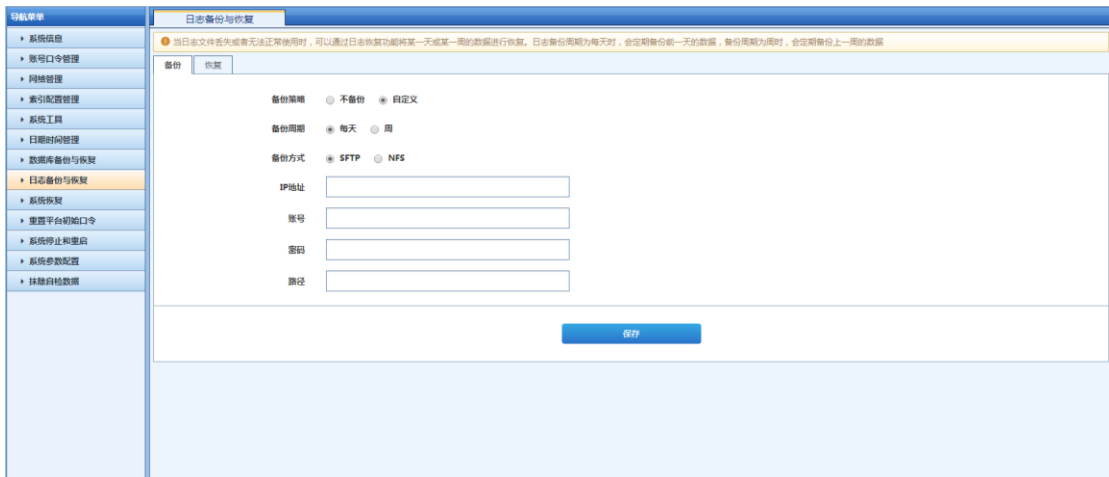 导航菜单
日志备份与恢复
系统信息
账号口令管理
网络管理
索引配置管理
系统工具
日期时间管理
数据库备份与恢复
日志备份与恢复
系统恢复
重置平台初始口令
系统停止和重启
系统参数配置
抹除自检数据
当日志文件丢失或者无法正常使用时，可以通过日志恢复功能将某一天或某一周的数据进行恢复。日志备份周期为每天时，会定期备份前一天的数据，备份周期为周时，会定期备份上一周的数据
备份 恢复
备份策略 不备份 自定义
备份周期 每天 周
备份方式 SFTP NFS
IP地址
账号
密码
路径
保存